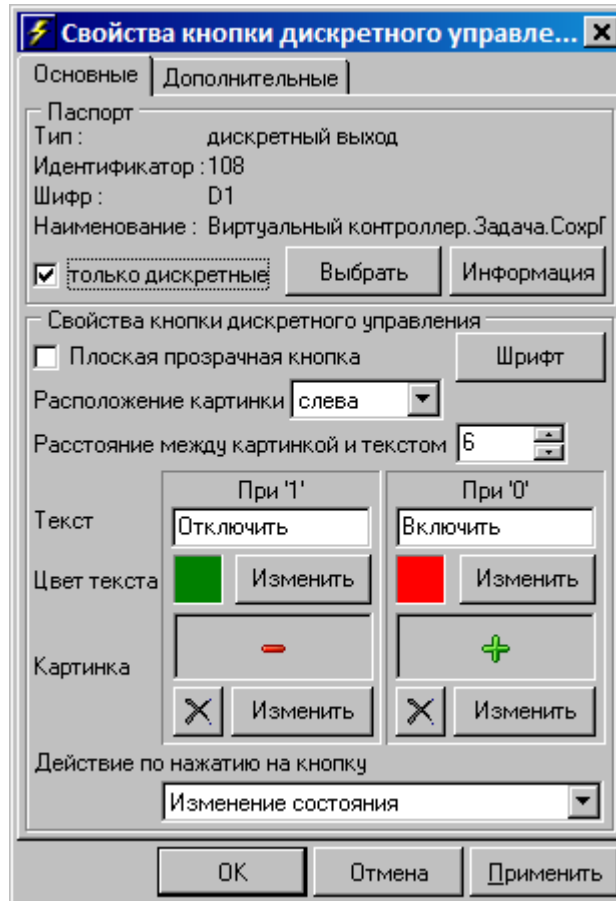 Свойства кнопки дискретного управле...
Основные Дополнительные
Паспорт
Тип : дискретный выход
Идентификатор : 108
Шифр : D1
Наименование : Виртуальный контроллер.Задача.СохрГ
только дискретные Выбрать Информация
Свойства кнопки дискретного управления
Плоская прозрачная кнопка Шрифт
Расположение картинки слева
Расстояние между картинкой и текстом 6
При '1' При '0'
Текст Отключить Включить
Цвет текста Изменить Изменить
Картинка
Изменить Изменить
Действие по нажатию на кнопку
Изменение состояния
OK Отмена Применить